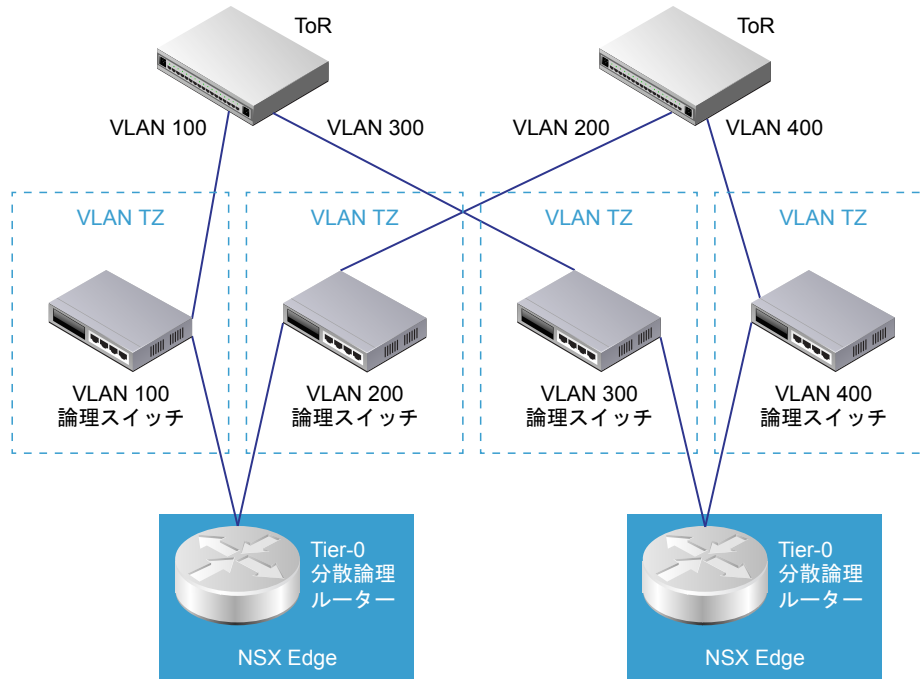 ToR
ToR
VLAN 100
VLAN 300
VLAN 200
VLAN 400
VLAN TZ
VLAN TZ
VLAN TZ
VLAN TZ
VLAN 100
論理スイッチ
VLAN 200
論理スイッチ
VLAN 300
論理スイッチ
VLAN 400
論理スイッチ
Tier-0
分散論理
ルーター
NSX Edge
Tier-0
分散論理
ルーター
NSX Edge